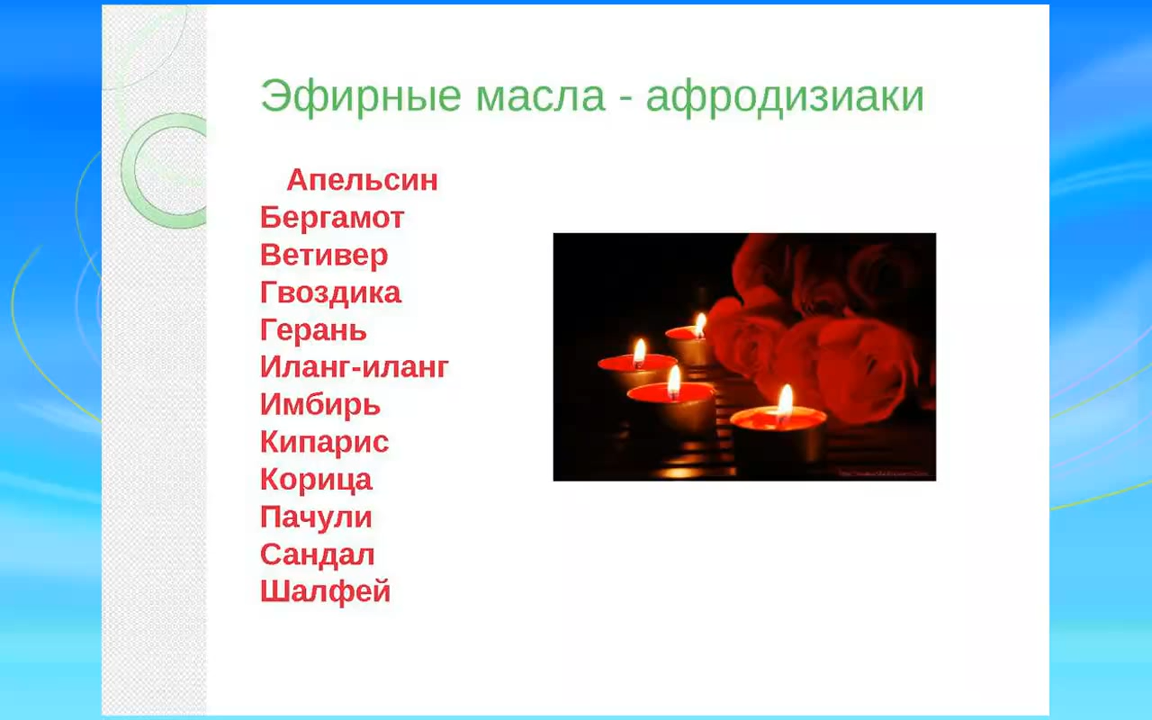 Эфирные масла - афродизиаки
Апельсин
Бергамот
Ветивер
Гвоздика
Герань
Иланг-иланг
Имбирь
Кипарис
Корица
Пачули
Сандал
Шалфей